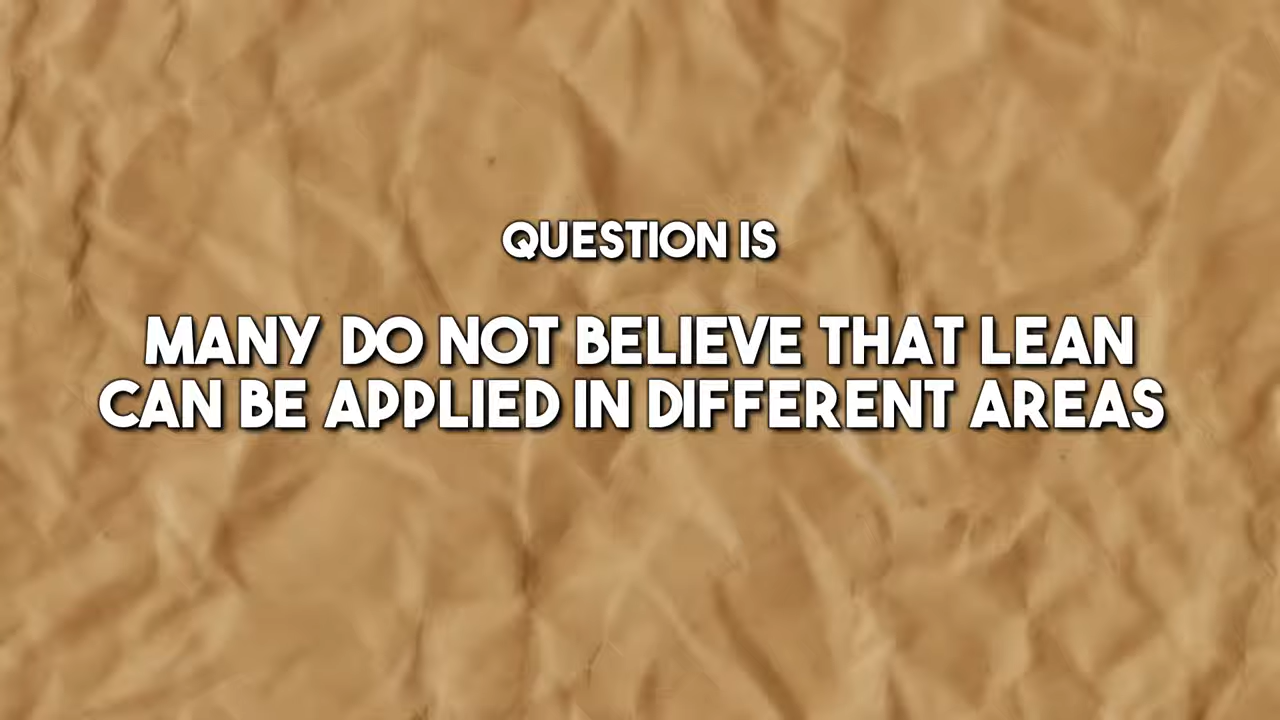 QUESTION IS
MANY DO NOT BELIEVE THAT LEAN
CAN BE APPLIED IN DIFFERENT AREAS